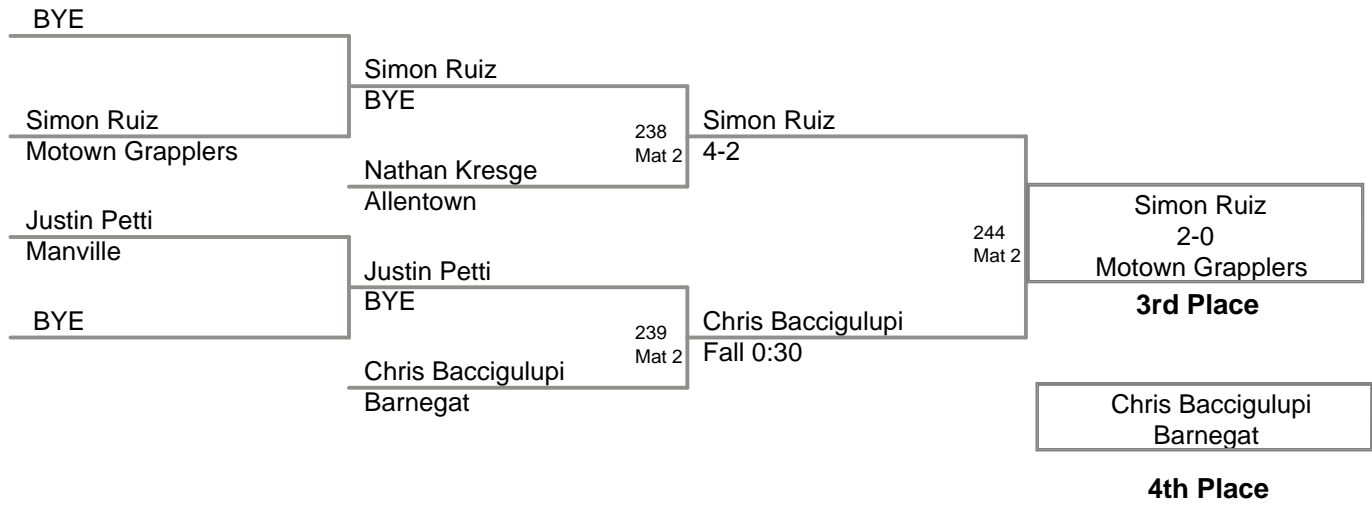 BYE
Simon Ruiz
BYE
Simon Ruiz
Motown Grapplers
238
Mat 2
Simon Ruiz
4-2
Nathan Kresge
Allentown
Justin Petti
Manville
Simon Ruiz
2-0
Motown Grapplers
3rd Place
244
Mat 2
Justin Petti
BYE
BYE
239
Mat 2
Chris Baccigulupi
Fall 0:30
Chris Baccigulupi
Barnegat
Chris Baccigulupi
Barnegat
4th Place